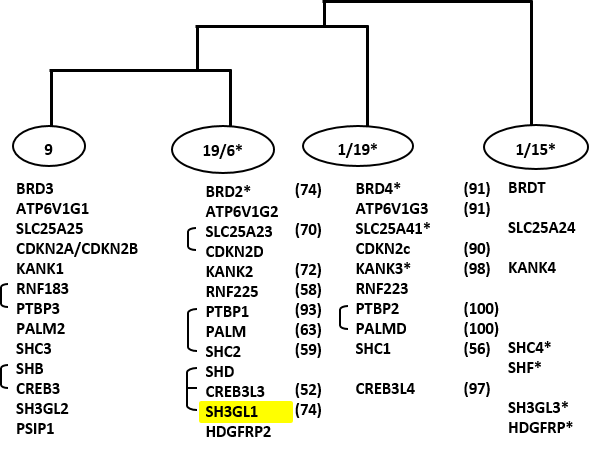 9 19/6* 1/19* 1/15*
BRD3 BRD2* (74) BRD4* (91) BRDT
ATP6V1G1 ATP6V1G2 ATP6V1G3 (91)
SLC25A25 SLC25A23 (70) SLC25A41* SLC25A24
CDKN2A/CDKN2B CDKN2D CDKN2c (90)
KANK1 KANK2 (72) KANK3* (98) KANK4
RNF183 RNF225 (58) RNF223
PTBP3 PTBP1 (93) PTBP2 (100)
PALM2 PALM (63) PALMD (100)
SHC3 SHC2 (59) SHC1 (56) SHC4*
SHB SHD SHF*
CREB3 CREB3L3 (52) CREB3L4 (97)
SH3GL2 SH3GL1 (74) SH3GL3*
PSIP1 HDGFRP2 HDGFRP*